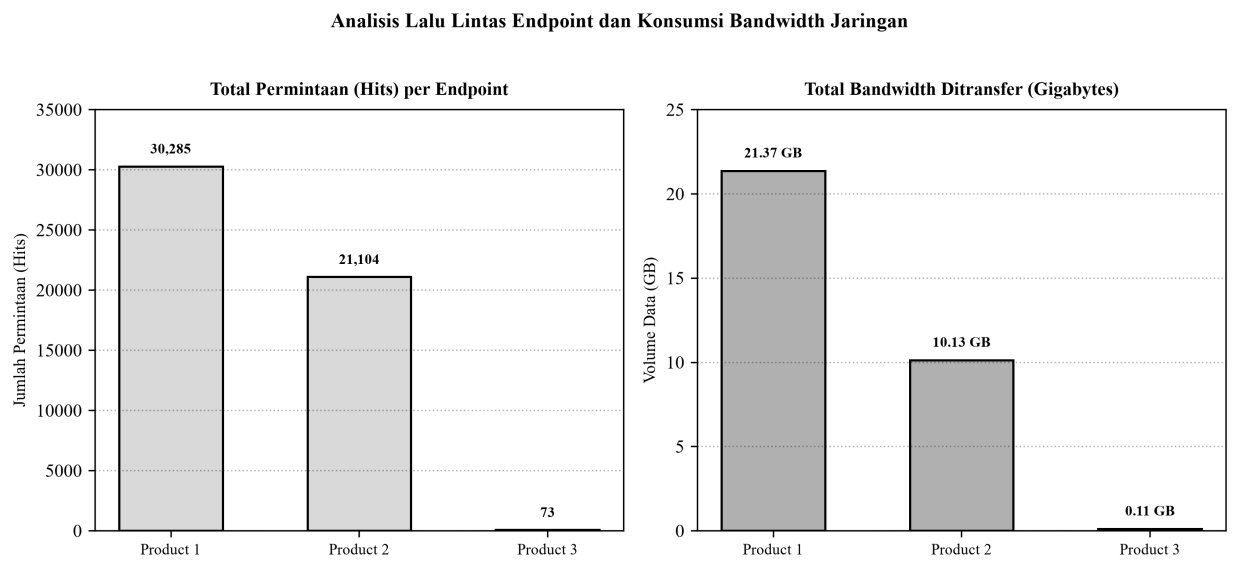 Analisis Lalu Lintas Endpoint dan Konsumsi Bandwidth Jaringan
Total Permintaan (Hits) per Endpoint
Jumlah Permintaan (Hits)
35000
30000
25000
20000
15000
10000
5000
0
30,285
21,104
73
Product 1
Product 2
Product 3
Total Bandwidth Ditransfer (Gigabytes)
Volume Data (GB)
25
20
15
10
5
0
21.37 GB
10.13 GB
0.11 GB
Product 1
Product 2
Product 3